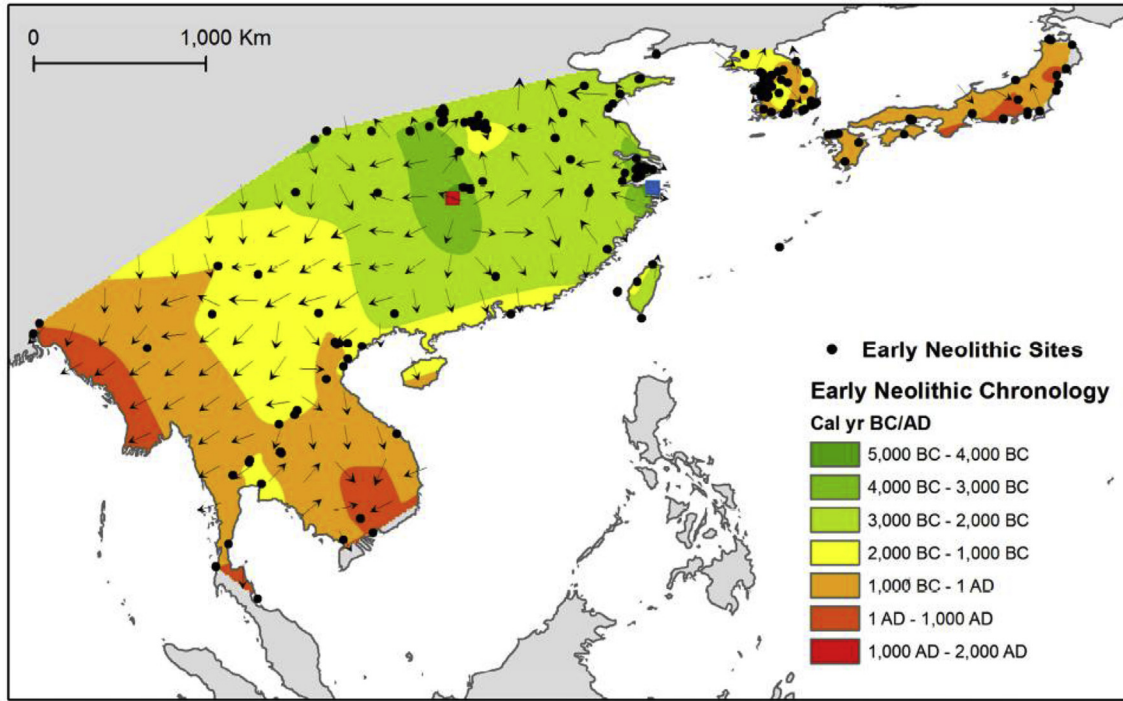 0 1,000 Km
Early Neolithic Sites
Early Neolithic Chronology
Cal yr BC/AD
5,000 BC - 4,000 BC
4,000 BC - 3,000 BC
3,000 BC - 2,000 BC
2,000 BC - 1,000 BC
1,000 BC - 1 AD
1 AD - 1,000 AD
1,000 AD - 2,000 AD